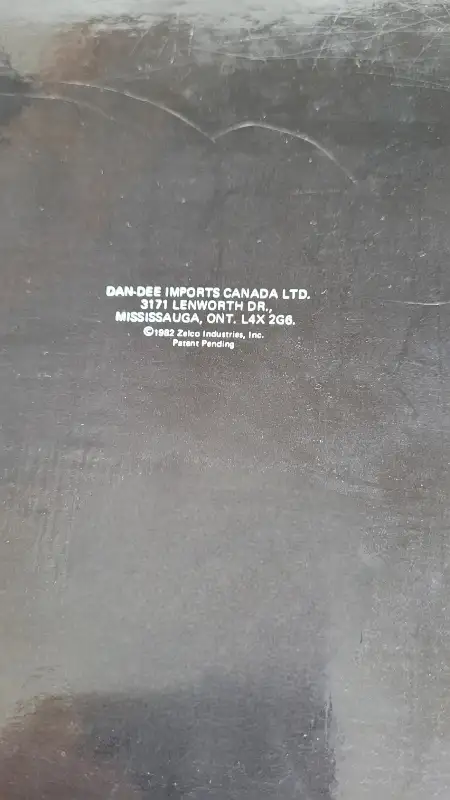 DAN-DEE IMPORTS CANADA LTD.
3171 LENWORTH DR.,
MISSISSAUGA, ONT. L4X 2G6.
©1982 Zelco Industries, Inc.
Patent Pending